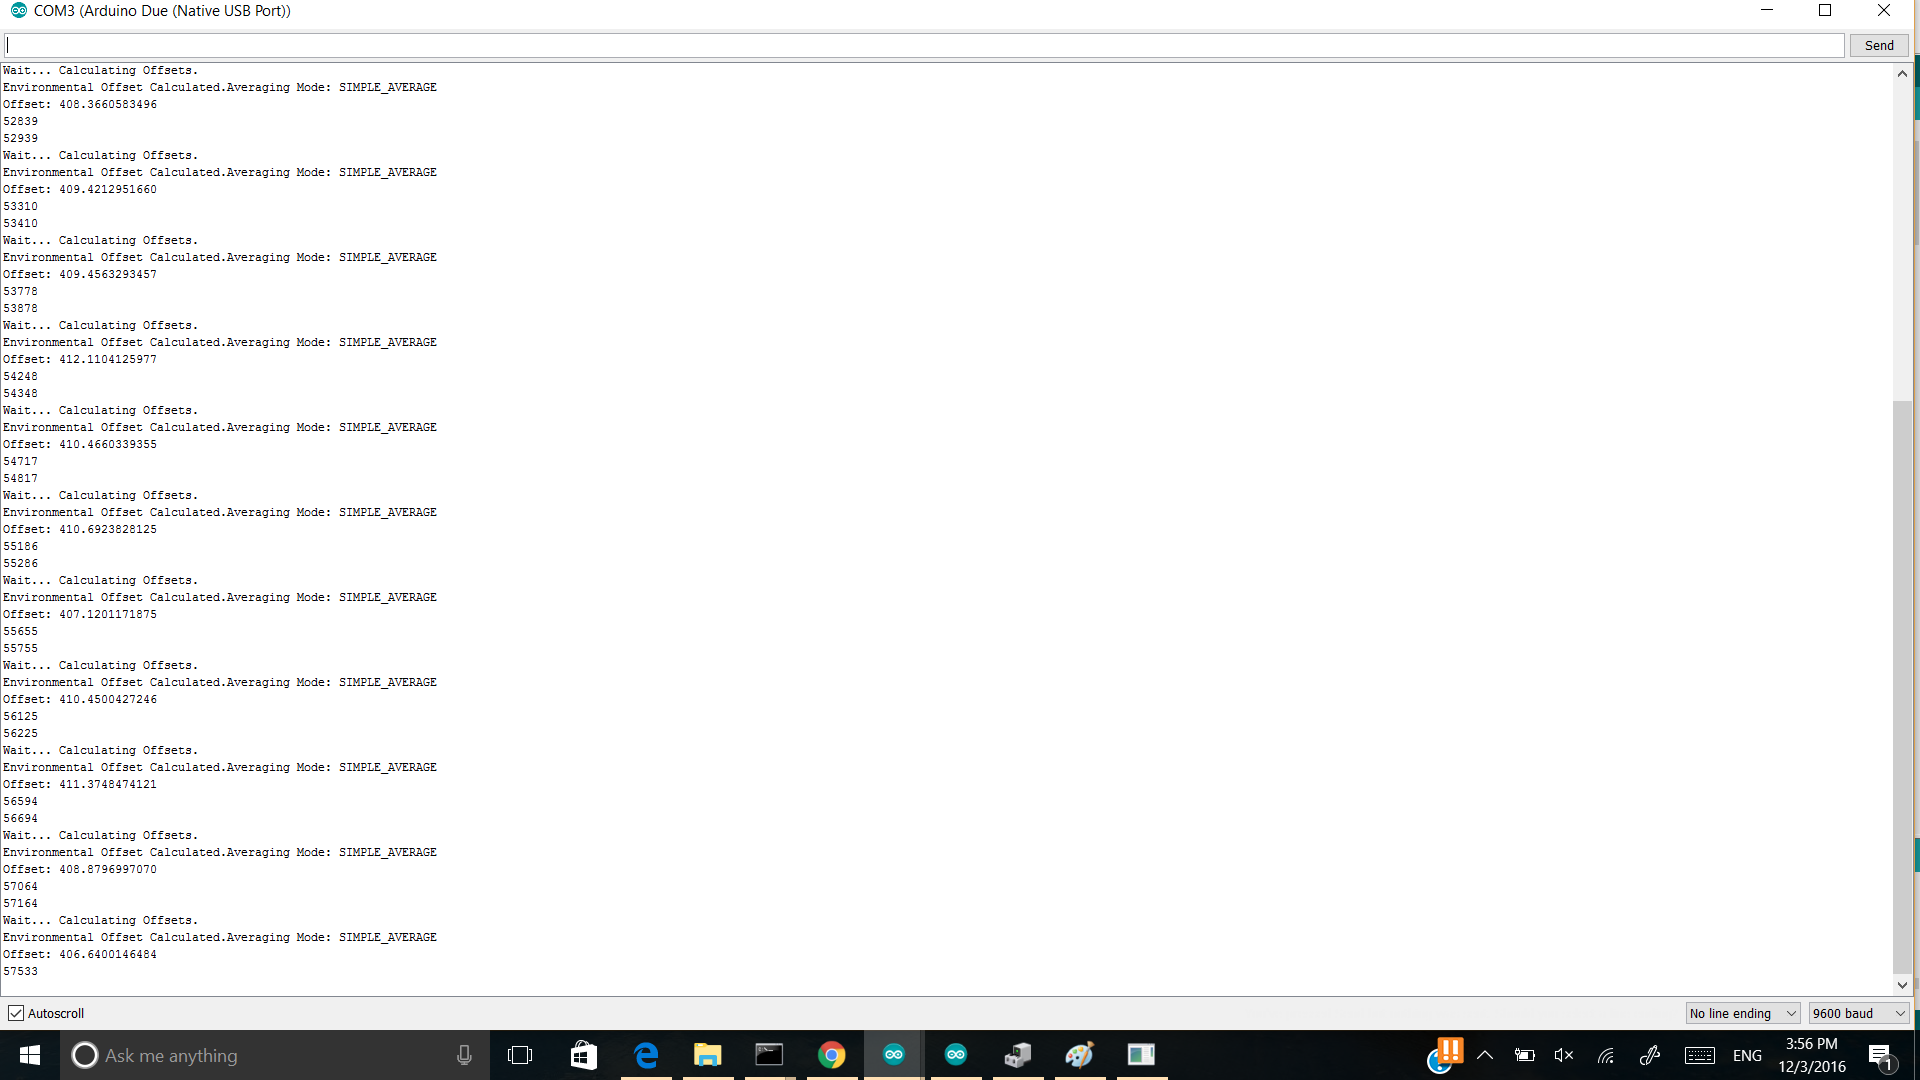 COM3 (Arduino Due (Native USB Port))
Send
Wait... Calculating Offsets.
Environmental Offset Calculated.Averaging Mode: SIMPLE_AVERAGE
Offset: 408.3660583496
52839
52939
Wait... Calculating Offsets.
Environmental Offset Calculated.Averaging Mode: SIMPLE_AVERAGE
Offset: 409.4212951660
53310
53410
Wait... Calculating Offsets.
Environmental Offset Calculated.Averaging Mode: SIMPLE_AVERAGE
Offset: 409.4563293457
53778
53878
Wait... Calculating Offsets.
Environmental Offset Calculated.Averaging Mode: SIMPLE_AVERAGE
Offset: 412.1104125977
54248
54348
Wait... Calculating Offsets.
Environmental Offset Calculated.Averaging Mode: SIMPLE_AVERAGE
Offset: 410.4660339355
54717
54817
Wait... Calculating Offsets.
Environmental Offset Calculated.Averaging Mode: SIMPLE_AVERAGE
Offset: 410.6923828125
55186
55286
Wait... Calculating Offsets.
Environmental Offset Calculated.Averaging Mode: SIMPLE_AVERAGE
Offset: 407.1201171875
55655
55755
Wait... Calculating Offsets.
Environmental Offset Calculated.Averaging Mode: SIMPLE_AVERAGE
Offset: 410.4500427246
56125
56225
Wait... Calculating Offsets.
Environmental Offset Calculated.Averaging Mode: SIMPLE_AVERAGE
Offset: 411.3748474121
56594
56694
Wait... Calculating Offsets.
Environmental Offset Calculated.Averaging Mode: SIMPLE_AVERAGE
Offset: 408.8796997070
57064
57164
Wait... Calculating Offsets.
Environmental Offset Calculated.Averaging Mode: SIMPLE_AVERAGE
Offset: 406.6400146484
57533
Autoscroll
No line ending
9600 baud
Ask me anything
ENG
3:56 PM
12/3/2016
1